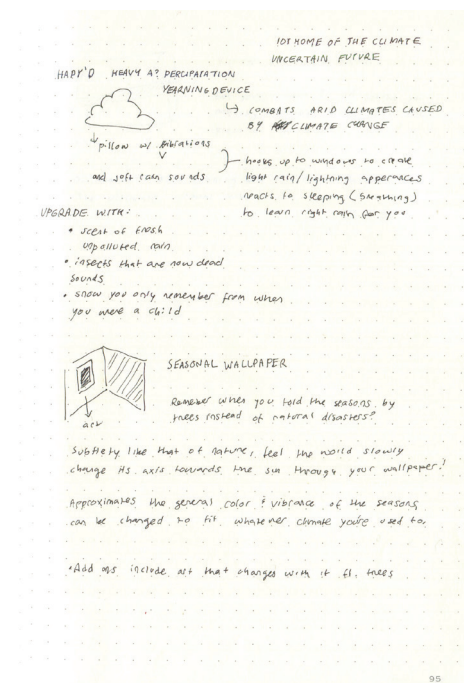 IOT HOME OF THE CLIMATE
UNCERTAIN FUTURE
HAPY'D HEAVY A? PERCIPATATION
YEARNING DEVICE
↳ COMBATS ARID CLIMATES CAUSED
BY CLIMATE CHANGE
pillow w/ vibrations
and soft rain sounds
hooks up to windows to create
light rain/lightning apperances
reacts to sleeping (breathing)
to learn right rain for you
UPGRADE WITH:
• scent of fresh
unpolluted rain
• insects that are now dead
sounds
• snow you only remember from when
you were a child
SEASONAL WALLPAPER
art
Remember when you told the seasons by
trees instead of natural disasters?
Subtlety like that of nature, feel the world slowly
change its axis towards the sun through your wallpaper!
Approximates the general color & vibrance of the seasons
can be changed to fit whatever climate you're used to.
*Add ons include art that changes with it ft. trees
95